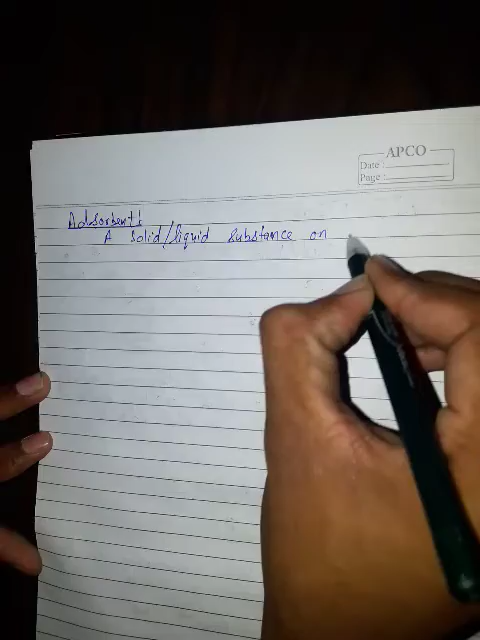 APCO
Date :
Page :
Adsorbent:
A solid/liquid substance on